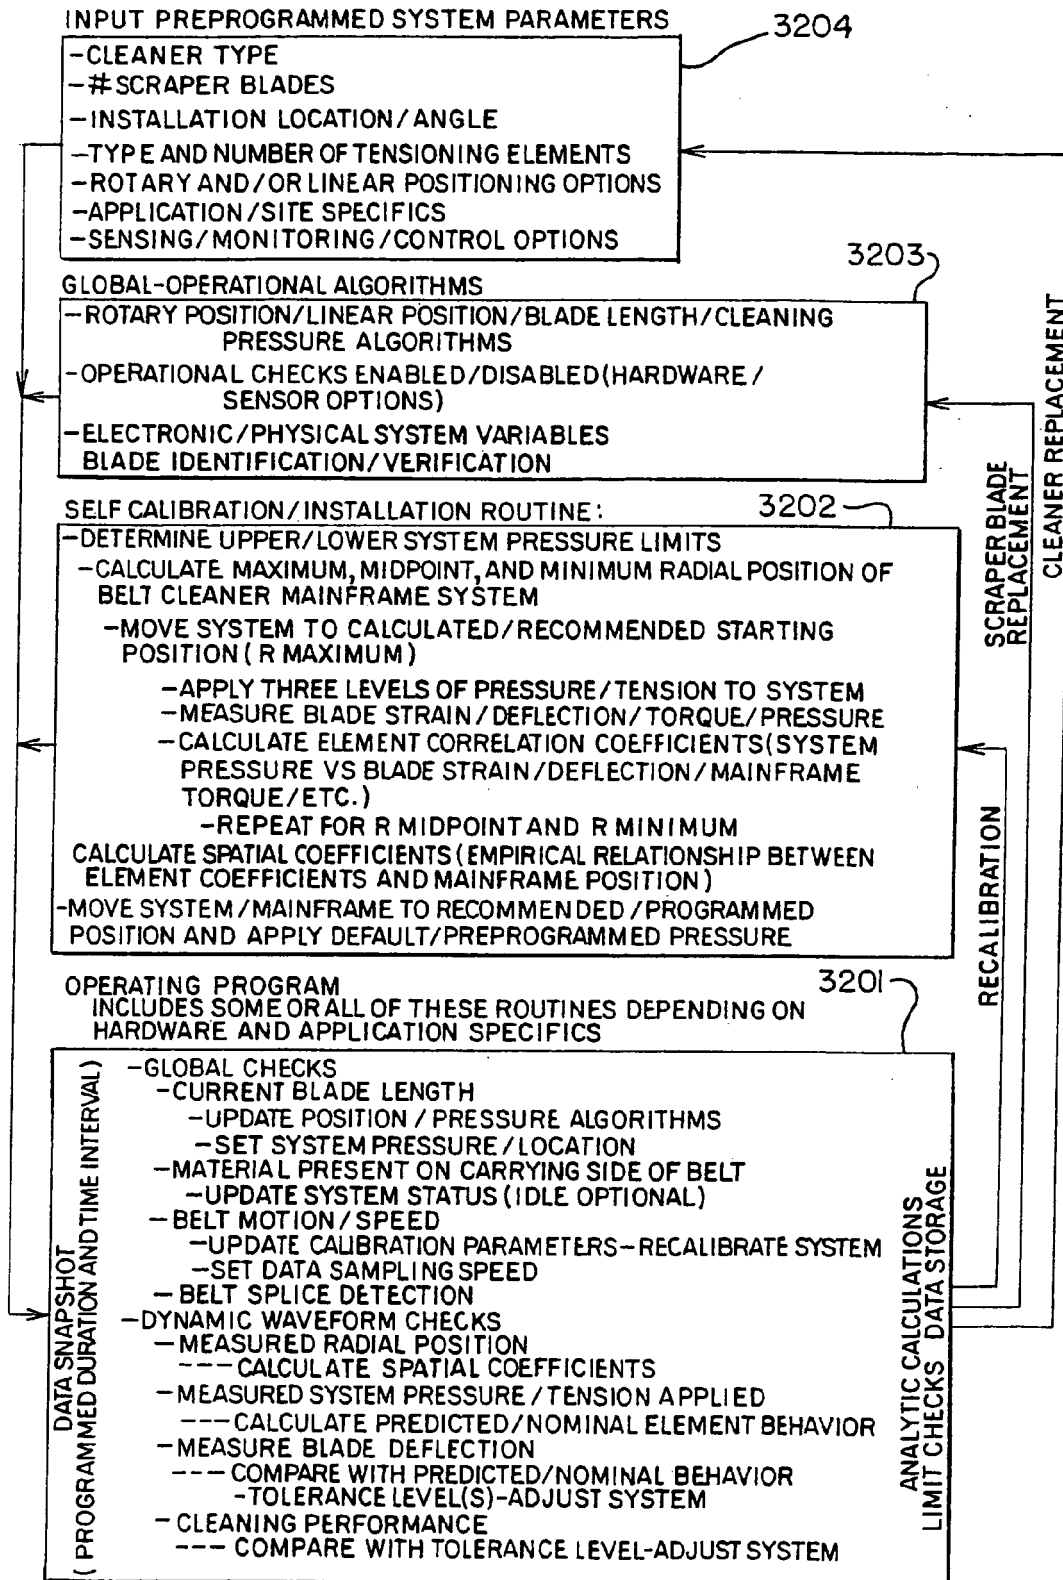 INPUT PREPROGRAMMED SYSTEM PARAMETERS
3204
-CLEANER TYPE
-#SCRAPER BLADES
-INSTALLATION LOCATION/ANGLE
-TYPE AND NUMBER OF TENSIONING ELEMENTS
-ROTARY AND/OR LINEAR POSITIONING OPTIONS
-APPLICATION/SITE SPECIFICS
-SENSING/MONITORING/CONTROL OPTIONS
3203
GLOBAL-OPERATIONAL ALGORITHMS
-ROTARY POSITION/LINEAR POSITION/BLADE LENGTH/CLEANING
PRESSURE ALGORITHMS
-OPERATIONAL CHECKS ENABLED/DISABLED(HARDWARE/
SENSOR OPTIONS)
-ELECTRONIC/PHYSICAL SYSTEM VARIABLES
BLADE IDENTIFICATION/VERIFICATION
SELF CALIBRATION/INSTALLATION ROUTINE:
3202
-DETERMINE UPPER/LOWER SYSTEM PRESSURE LIMITS
-CALCULATE MAXIMUM, MIDPOINT, AND MINIMUM RADIAL POSITION OF
BELT CLEANER MAINFRAME SYSTEM
-MOVE SYSTEM TO CALCULATED/RECOMMENDED STARTING
POSITION (R MAXIMUM)
-APPLY THREE LEVELS OF PRESSURE/TENSION TO SYSTEM
-MEASURE BLADE STRAIN/DEFLECTION/TORQUE/PRESSURE
-CALCULATE ELEMENT CORRELATION COEFFICIENTS(SYSTEM
PRESSURE VS BLADE STRAIN/DEFLECTION/MAINFRAME
TORQUE/ETC.)
-REPEAT FOR R MIDPOINT AND R MINIMUM
CALCULATE SPATIAL COEFFICIENTS (EMPIRICAL RELATIONSHIP BETWEEN
ELEMENT COEFFICIENTS AND MAINFRAME POSITION)
-MOVE SYSTEM/MAINFRAME TO RECOMMENDED/PROGRAMMED
POSITION AND APPLY DEFAULT/PREPROGRAMMED PRESSURE
OPERATING PROGRAM
3201
INCLUDES SOME OR ALL OF THESE ROUTINES DEPENDING ON
HARDWARE AND APPLICATION SPECIFICS
DATA SNAPSHOT
(PROGRAMMED DURATION AND TIME INTERVAL)
-GLOBAL CHECKS
-CURRENT BLADE LENGTH
-UPDATE POSITION / PRESSURE ALGORITHMS
-SET SYSTEM PRESSURE/LOCATION
-MATERIAL PRESENT ON CARRYING SIDE OF BELT
-UPDATE SYSTEM STATUS (IDLE OPTIONAL)
-BELT MOTION/SPEED
-UPDATE CALIBRATION PARAMETERS-RECALIBRATE SYSTEM
-SET DATA SAMPLING SPEED
-BELT SPLICE DETECTION
-DYNAMIC WAVEFORM CHECKS
-MEASURED RADIAL POSITION
---CALCULATE SPATIAL COEFFICIENTS
-MEASURED SYSTEM PRESSURE/TENSION APPLIED
---CALCULATE PREDICTED/NOMINAL ELEMENT BEHAVIOR
-MEASURE BLADE DEFLECTION
---COMPARE WITH PREDICTED/NOMINAL BEHAVIOR
-TOLERANCE LEVEL(S)-ADJUST SYSTEM
-CLEANING PERFORMANCE
--- COMPARE WITH TOLERANCE LEVEL-ADJUST SYSTEM
ANALYTIC CALCULATIONS
LIMIT CHECKS DATA STORAGE
RECALIBRATION
SCRAPER BLADE
REPLACEMENT
CLEANER REPLACEMENT